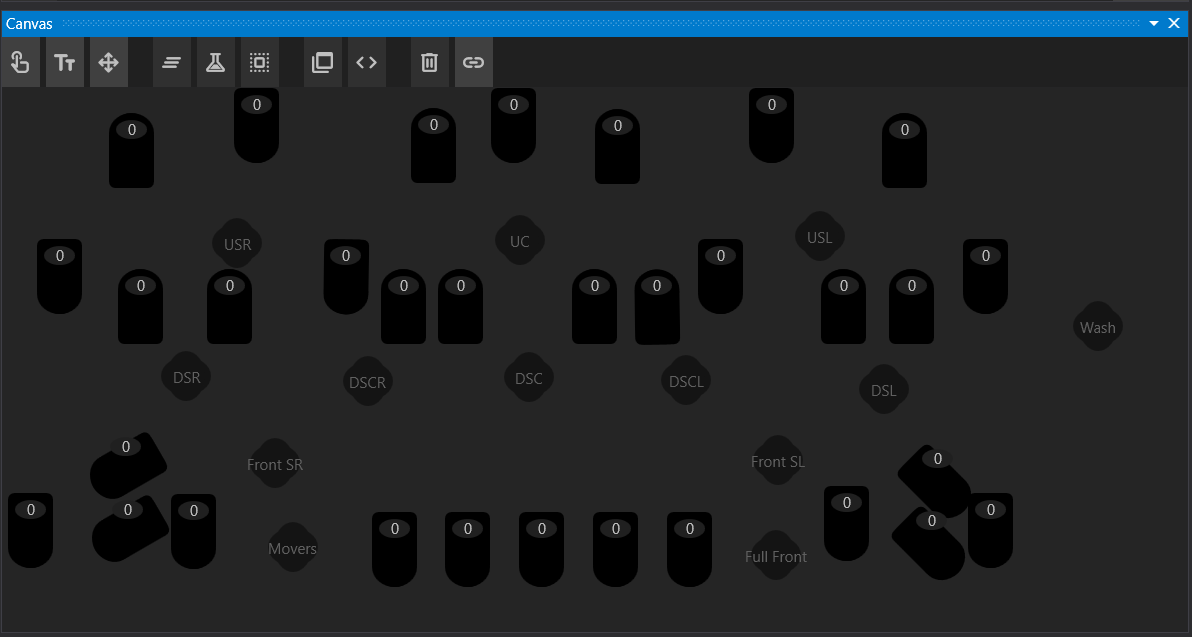 Canvas
Tт
0 0 0 0 0
0 0
USR UC USL
0 0 0 0
0 0 0 0 0 0 0 0
Wash
DSR DSCR DSC DSCL DSL
0 0
Front SR Front SL
0 0 0 0 0 0
0 0 0 0 0 0
Movers Full Front